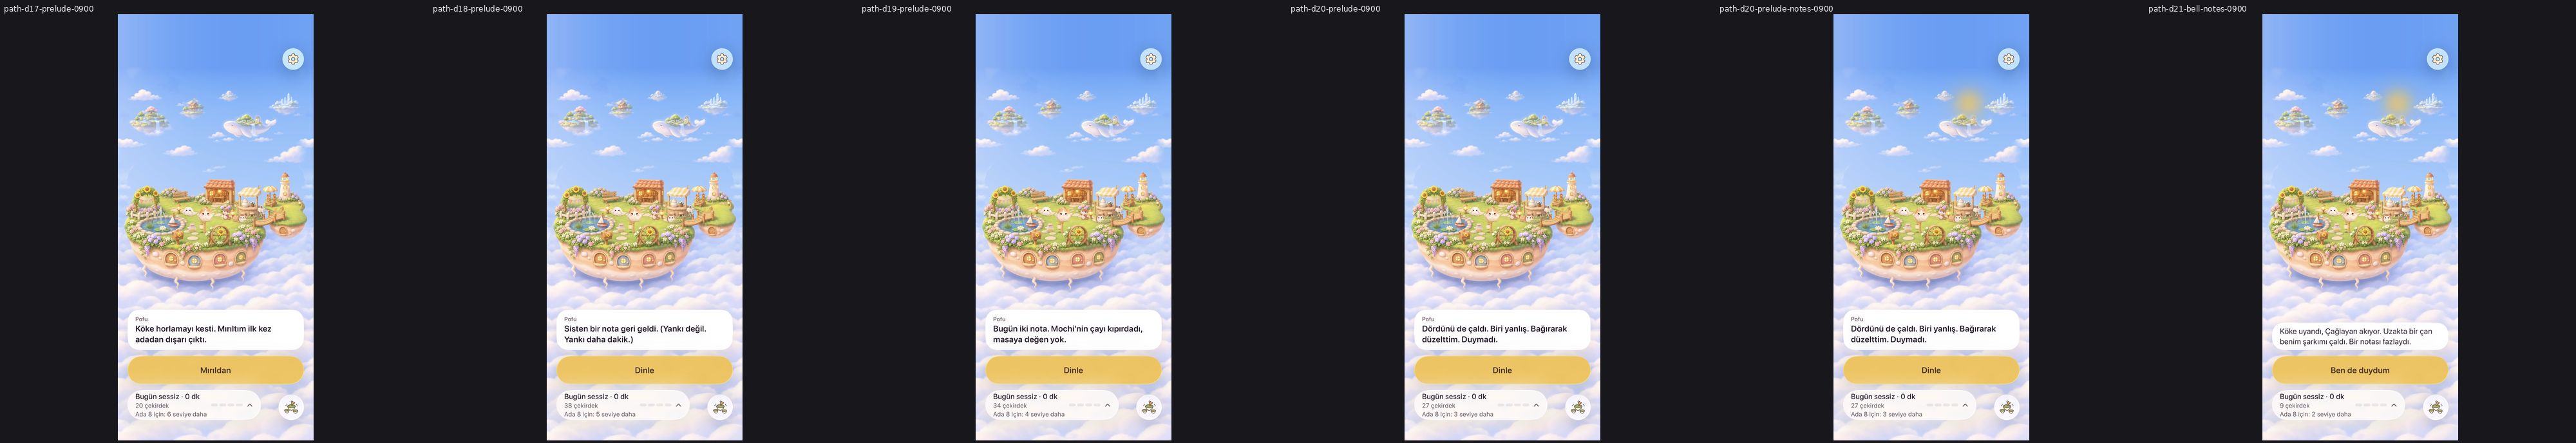 path-d17-prelude-0900
Pofu
Köke horlamayı kesti. Mırıltım ilk kez
adadan dışarı çıktı.
Mırıldan
Bugün sessiz · 0 dk
20 çekirdek
Ada 8 için: 6 seviye daha
path-d18-prelude-0900
Pofu
Sisten bir nota geri geldi. (Yankı değil.
Yankı daha dakik.)
Dinle
Bugün sessiz · 0 dk
38 çekirdek
Ada 8 için: 5 seviye daha
path-d19-prelude-0900
Pofu
Bugün iki nota. Mochi'nin çayı kıpırdadı,
masaya değen yok.
Dinle
Bugün sessiz · 0 dk
34 çekirdek
Ada 8 için: 4 seviye daha
path-d20-prelude-0900
Pofu
Dördünü de çaldı. Biri yanlış. Bağırarak
düzelttim. Duymadı.
Dinle
Bugün sessiz · 0 dk
27 çekirdek
Ada 8 için: 3 seviye daha
path-d20-prelude-notes-0900
Pofu
Dördünü de çaldı. Biri yanlış. Bağırarak
düzelttim. Duymadı.
Dinle
Bugün sessiz · 0 dk
27 çekirdek
Ada 8 için: 3 seviye daha
path-d21-bell-notes-0900
Köke uyandı, Çağlayan akıyor. Uzakta bir çan
benim şarkımı çaldı. Bir notası fazlaydı.
Ben de duydum
Bugün sessiz · 0 dk
9 çekirdek
Ada 8 için: 2 seviye daha